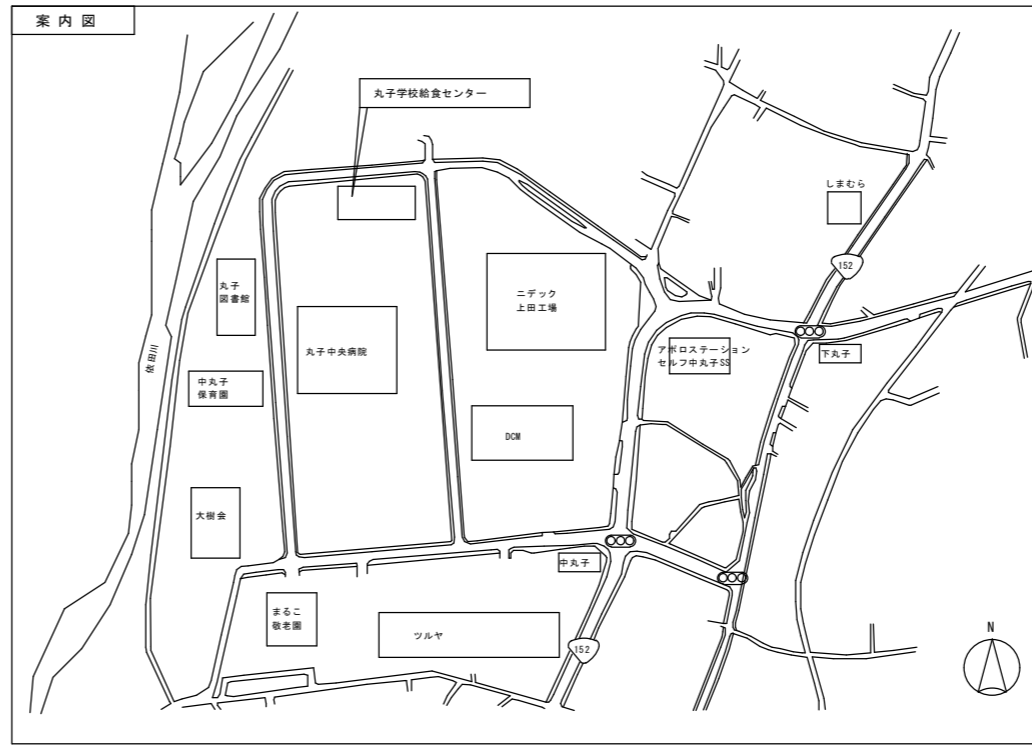 案内図
丸子学校給食センター
しまむら
152
丸子
図書館
ニデック
上田工場
丸子中央病院
アポロステーション
セルフ中丸子SS
下丸子
依田川
中丸子
保育園
DCM
大樹会
中丸子
まるこ
敬老園
ツルヤ
152
N